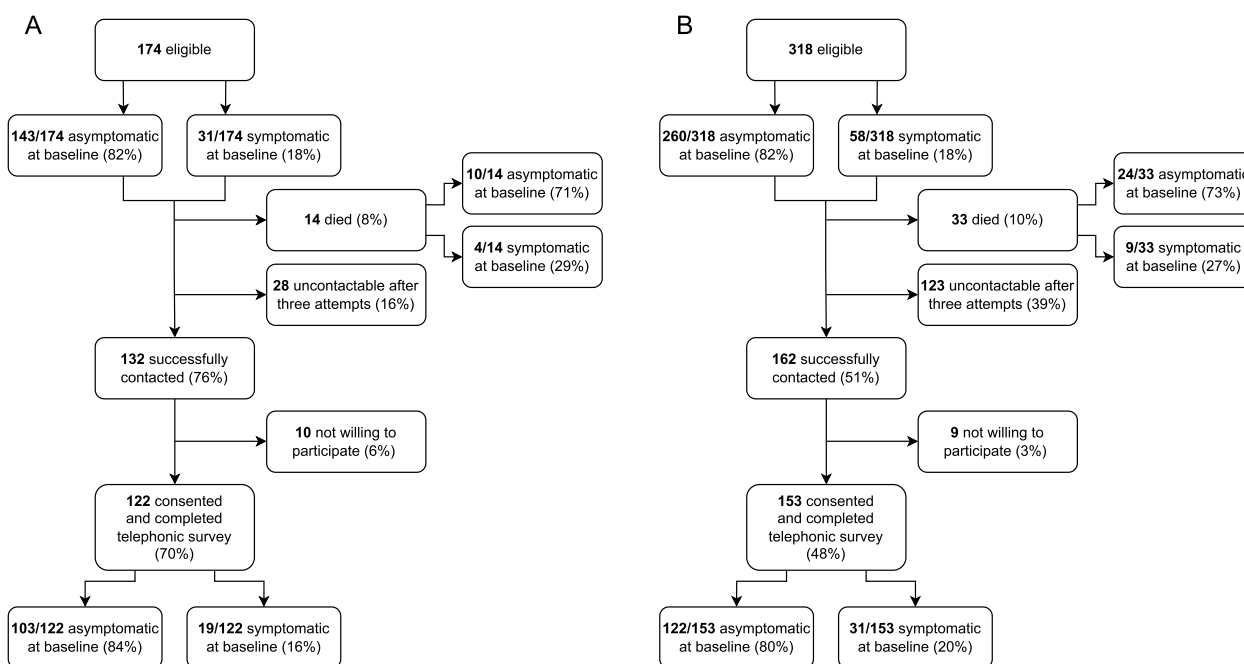 A
174 eligible
143/174 asymptomatic
at baseline (82%)
31/174 symptomatic
at baseline (18%)
10/14 asymptomatic
at baseline (71%)
14 died (8%)
4/14 symptomatic
at baseline (29%)
28 uncontactable after
three attempts (16%)
132 successfully
contacted (76%)
10 not willing to
participate (6%)
122 consented
and completed
telephonic survey
(70%)
103/122 asymptomatic
at baseline (84%)
19/122 symptomatic
at baseline (16%)
B
318 eligible
260/318 asymptomatic
at baseline (82%)
58/318 symptomatic
at baseline (18%)
24/33 asymptomatic
at baseline (73%)
33 died (10%)
9/33 symptomatic
at baseline (27%)
123 uncontactable after
three attempts (39%)
162 successfully
contacted (51%)
9 not willing to
participate (3%)
153 consented
and completed
telephonic survey
(48%)
122/153 asymptomatic
at baseline (80%)
31/153 symptomatic
at baseline (20%)